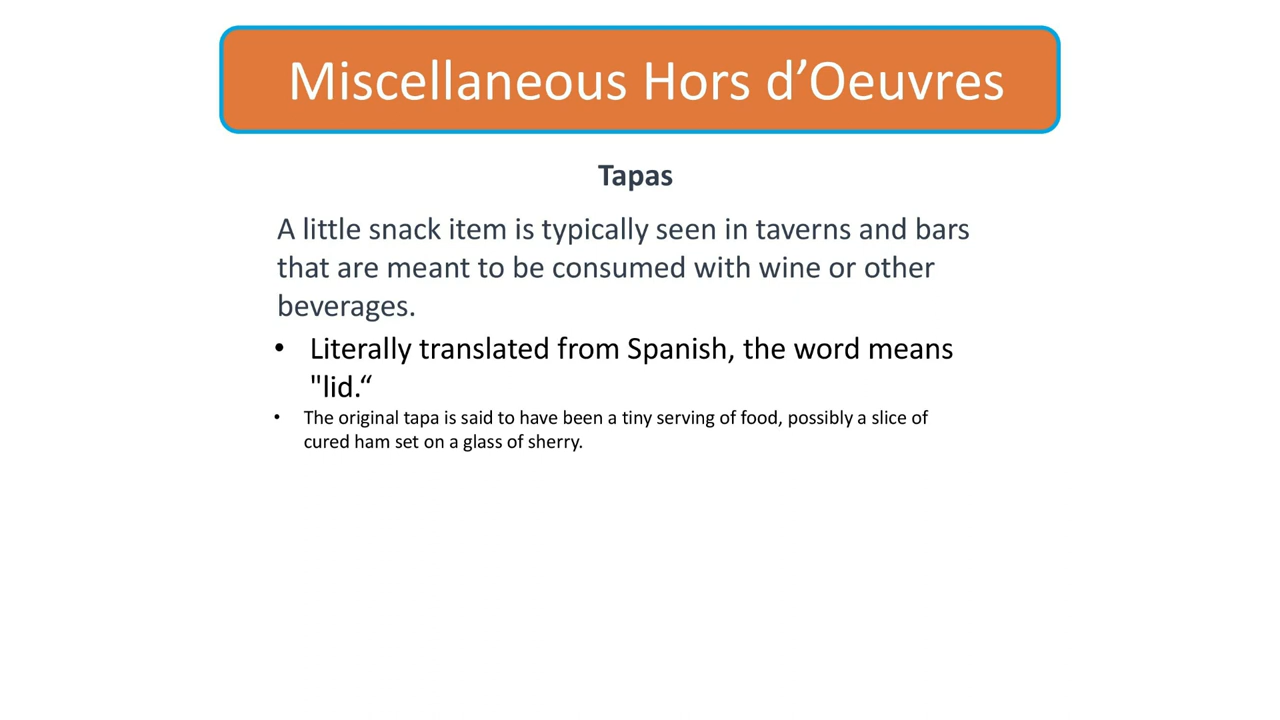 Miscellaneous Hors d’Oeuvres
Tapas
A little snack item is typically seen in taverns and bars
that are meant to be consumed with wine or other
beverages.
• Literally translated from Spanish, the word means
"lid.“
• The original tapa is said to have been a tiny serving of food, possibly a slice of
cured ham set on a glass of sherry.